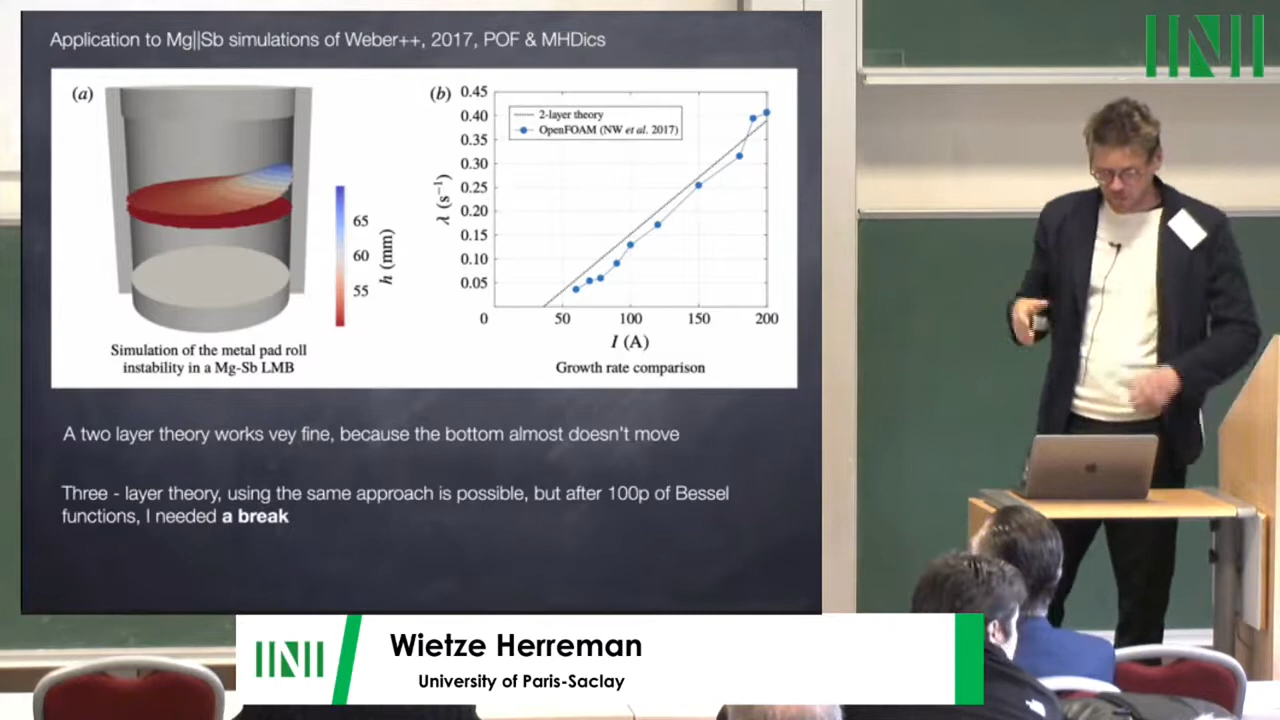 Application to Mg||Sb simulations of Weber++, 2017, POF & MHDics
(a)
65
60
55
h (mm)
Simulation of the metal pad roll
instability in a Mg-Sb LMB
(b)
0.45
0.40
0.35
0.30
0.25
0.20
0.15
0.10
0.05
λ (s⁻¹)
2-layer theory
OpenFOAM (NW et al. 2017)
0
50
100
150
200
I (A)
Growth rate comparison
A two layer theory works vey fine, because the bottom almost doesn't move
Three - layer theory, using the same approach is possible, but after 100p of Bessel
functions, I needed a break
Wietze Herreman
University of Paris-Saclay